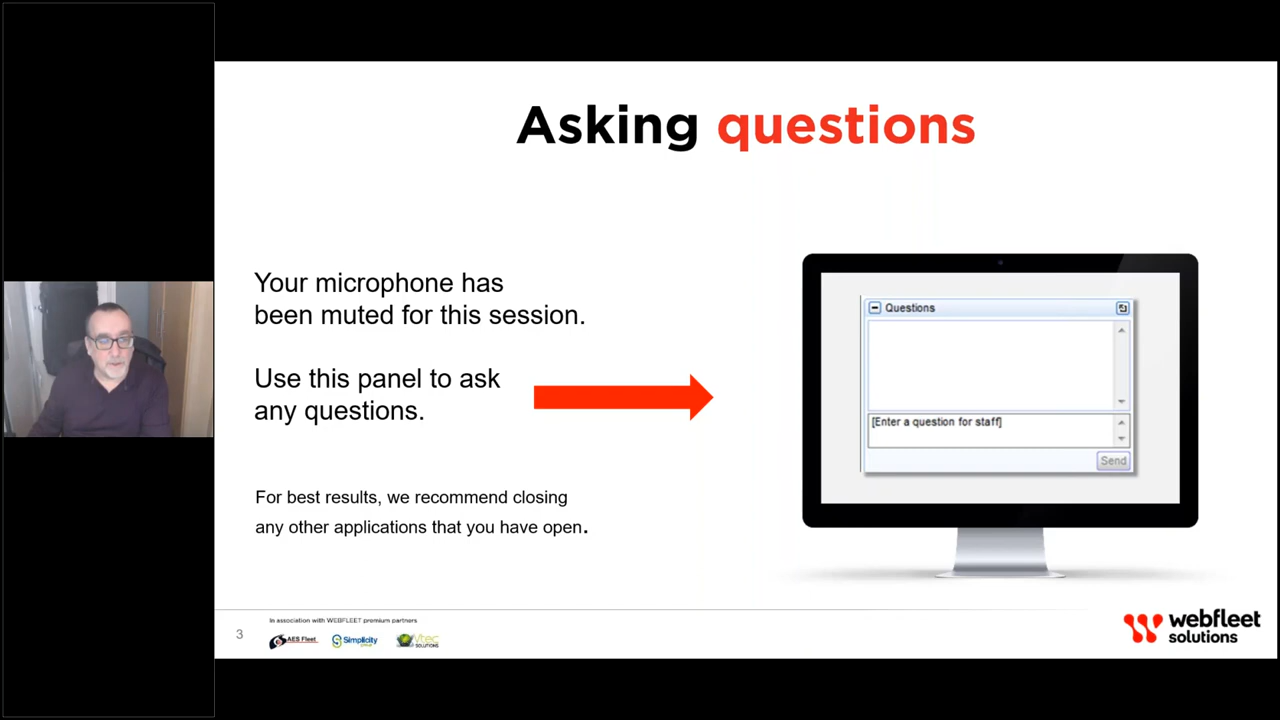 Asking questions
Your microphone has
been muted for this session.
Use this panel to ask
any questions.
For best results, we recommend closing
any other applications that you have open.
Questions
[Enter a question for staff]
Send
3
In association with WEBFLEET premium partners
AES Fleet
Simplicity
Vtec
SOLUTIONS
webfleet
solutions